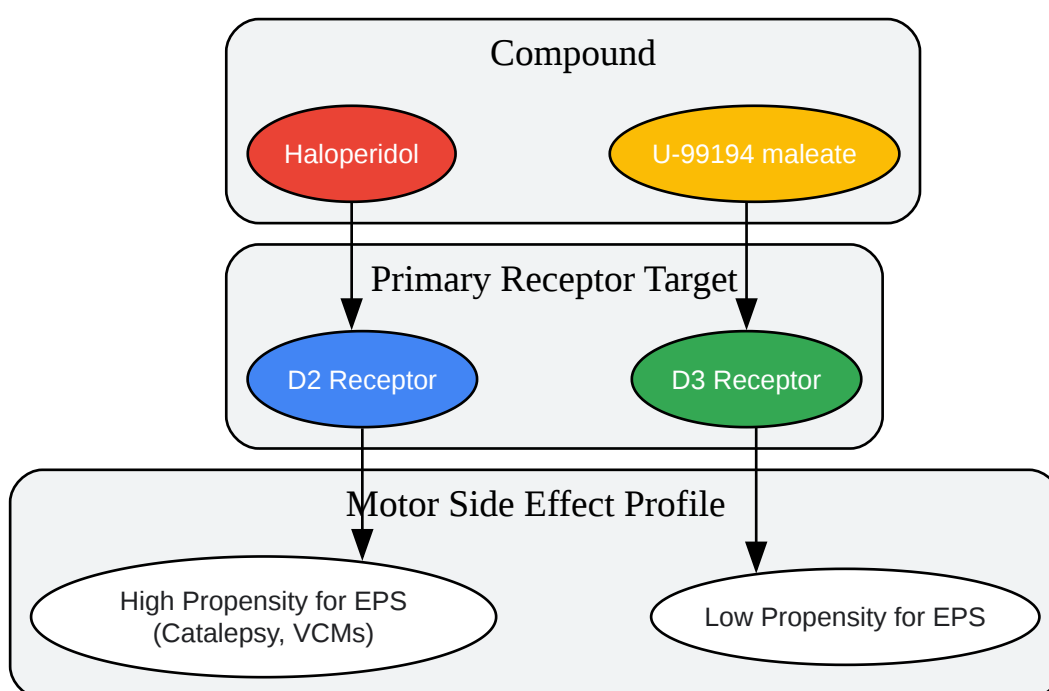 Compound
Haloperidol
U-99194 maleate
Primary Receptor Target
D2 Receptor
D3 Receptor
Motor Side Effect Profile
High Propensity for EPS
(Catalepsy, VCMs)
Low Propensity for EPS